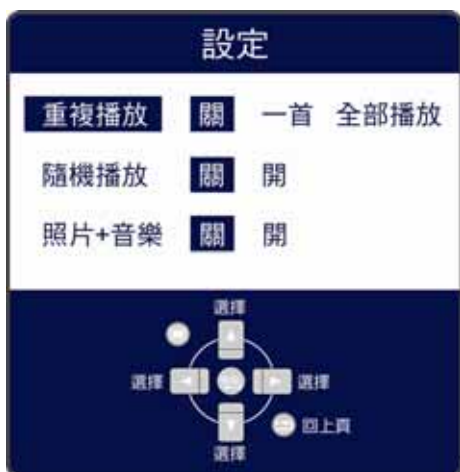 設定
重複播放 關 一首 全部播放
隨機播放 關 開
照片+音樂 關 開
選擇
選擇 選擇
回上頁
選擇